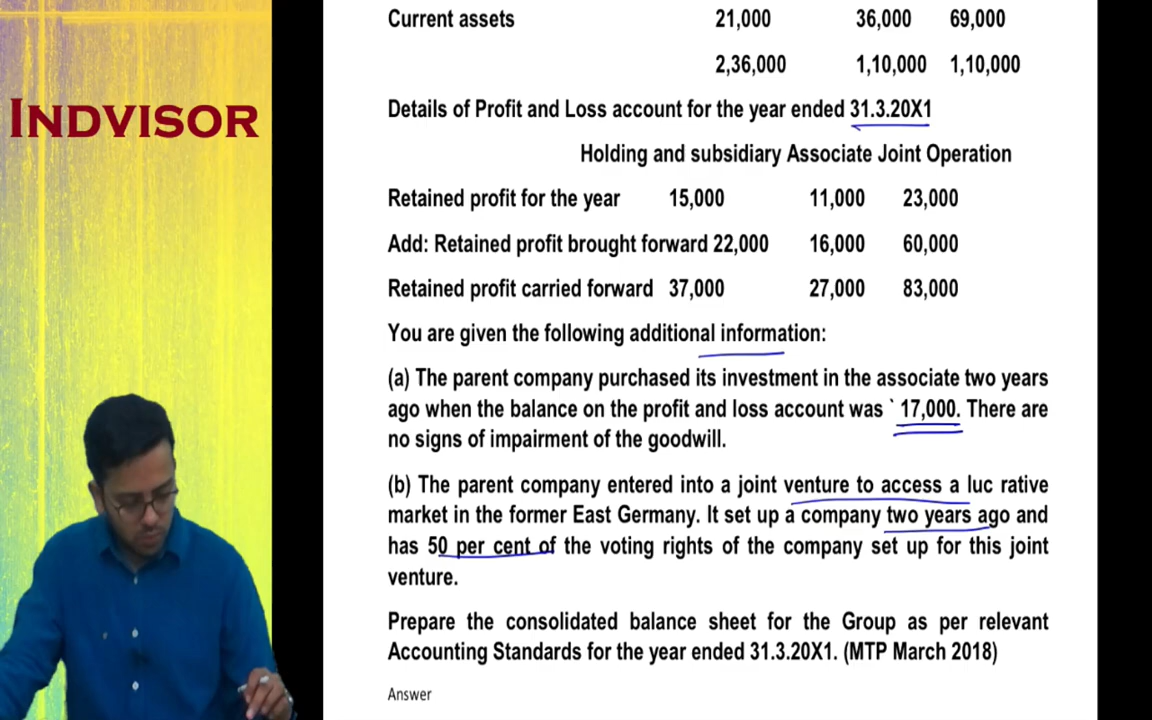 INDVISOR
Current assets 21,000 36,000 69,000
2,36,000 1,10,000 1,10,000
Details of Profit and Loss account for the year ended 31.3.20X1
Holding and subsidiary Associate Joint Operation
Retained profit for the year 15,000 11,000 23,000
Add: Retained profit brought forward 22,000 16,000 60,000
Retained profit carried forward 37,000 27,000 83,000
You are given the following additional information:
(a) The parent company purchased its investment in the associate two years
ago when the balance on the profit and loss account was ` 17,000. There are
no signs of impairment of the goodwill.
(b) The parent company entered into a joint venture to access a luc rative
market in the former East Germany. It set up a company two years ago and
has 50 per cent of the voting rights of the company set up for this joint
venture.
Prepare the consolidated balance sheet for the Group as per relevant
Accounting Standards for the year ended 31.3.20X1. (MTP March 2018)
Answer